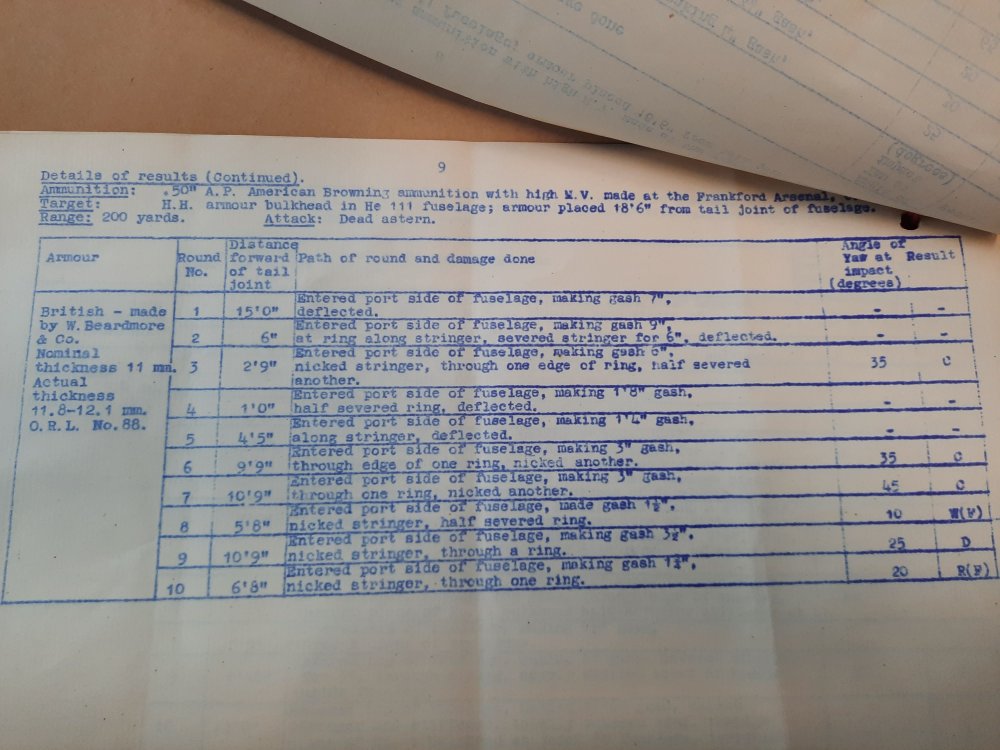 9
Details of results (Continued).
Ammunition: .50" A.P. American Browning ammunition with high M.V. made at the Frankford Arsenal,
Target: H.H. armour bulkhead in He 111 fuselage; armour placed 18'6" from tail joint of fuselage.
Range: 200 yards. Attack: Dead astern.
Armour Round No. Distance forward of tail joint Path of round and damage done Angle of Yaw at impact (degrees) Result
British - made
by W. Beardmore
& Co.
Nominal
thickness 11 mm.
Actual
thickness
11.8-12.1 mm.
O.R.L. No.88.
1 15'0" Entered port side of fuselage, making gash 7",
deflected. - -
2 6" Entered port side of fuselage, making gash 9",
at ring along stringer, severed stringer for 6", deflected. - -
3 2'9" Entered port side of fuselage, making gash 6",
nicked stringer, through one edge of ring, half severed 35 C
another.
4 1'0" Entered port side of fuselage, making 1'8" gash,
half severed ring, deflected. - -
5 4'5" Entered port side of fuselage, making 1'4" gash,
along stringer, deflected. - -
6 9'9" Entered port side of fuselage, making 3" gash,
through edge of one ring, nicked another. 35 C
7 10'9" Entered port side of fuselage, making 3" gash,
through one ring, nicked another. 45 C
8 5'8" Entered port side of fuselage, made gash 1½",
nicked stringer, half severed ring. 10 W(F)
9 10'9" Entered port side of fuselage, making gash 3½",
nicked stringer, through a ring. 25 D
10 6'8" Entered port side of fuselage, making gash
nicked stringer, through one ring. 20 R(F)